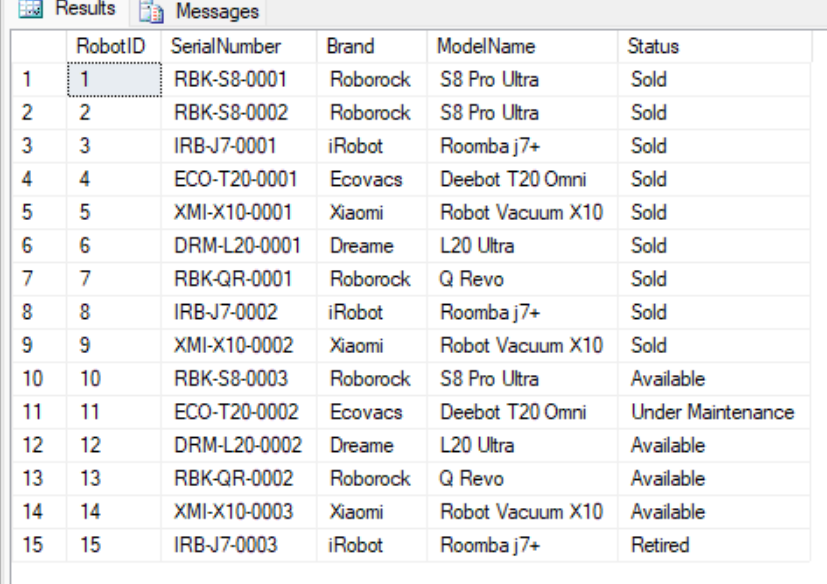 Results Messages
RobotID SerialNumber Brand ModelName Status
1 1 RBK-S8-0001 Roborock S8 Pro Ultra Sold
2 2 RBK-S8-0002 Roborock S8 Pro Ultra Sold
3 3 IRB-J7-0001 iRobot Roomba j7+ Sold
4 4 ECO-T20-0001 Ecovacs Deebot T20 Omni Sold
5 5 XMI-X10-0001 Xiaomi Robot Vacuum X10 Sold
6 6 DRM-L20-0001 Dreame L20 Ultra Sold
7 7 RBK-QR-0001 Roborock Q Revo Sold
8 8 IRB-J7-0002 iRobot Roomba j7+ Sold
9 9 XMI-X10-0002 Xiaomi Robot Vacuum X10 Sold
10 10 RBK-S8-0003 Roborock S8 Pro Ultra Available
11 11 ECO-T20-0002 Ecovacs Deebot T20 Omni Under Maintenance
12 12 DRM-L20-0002 Dreame L20 Ultra Available
13 13 RBK-QR-0002 Roborock Q Revo Available
14 14 XMI-X10-0003 Xiaomi Robot Vacuum X10 Available
15 15 IRB-J7-0003 iRobot Roomba j7+ Retired